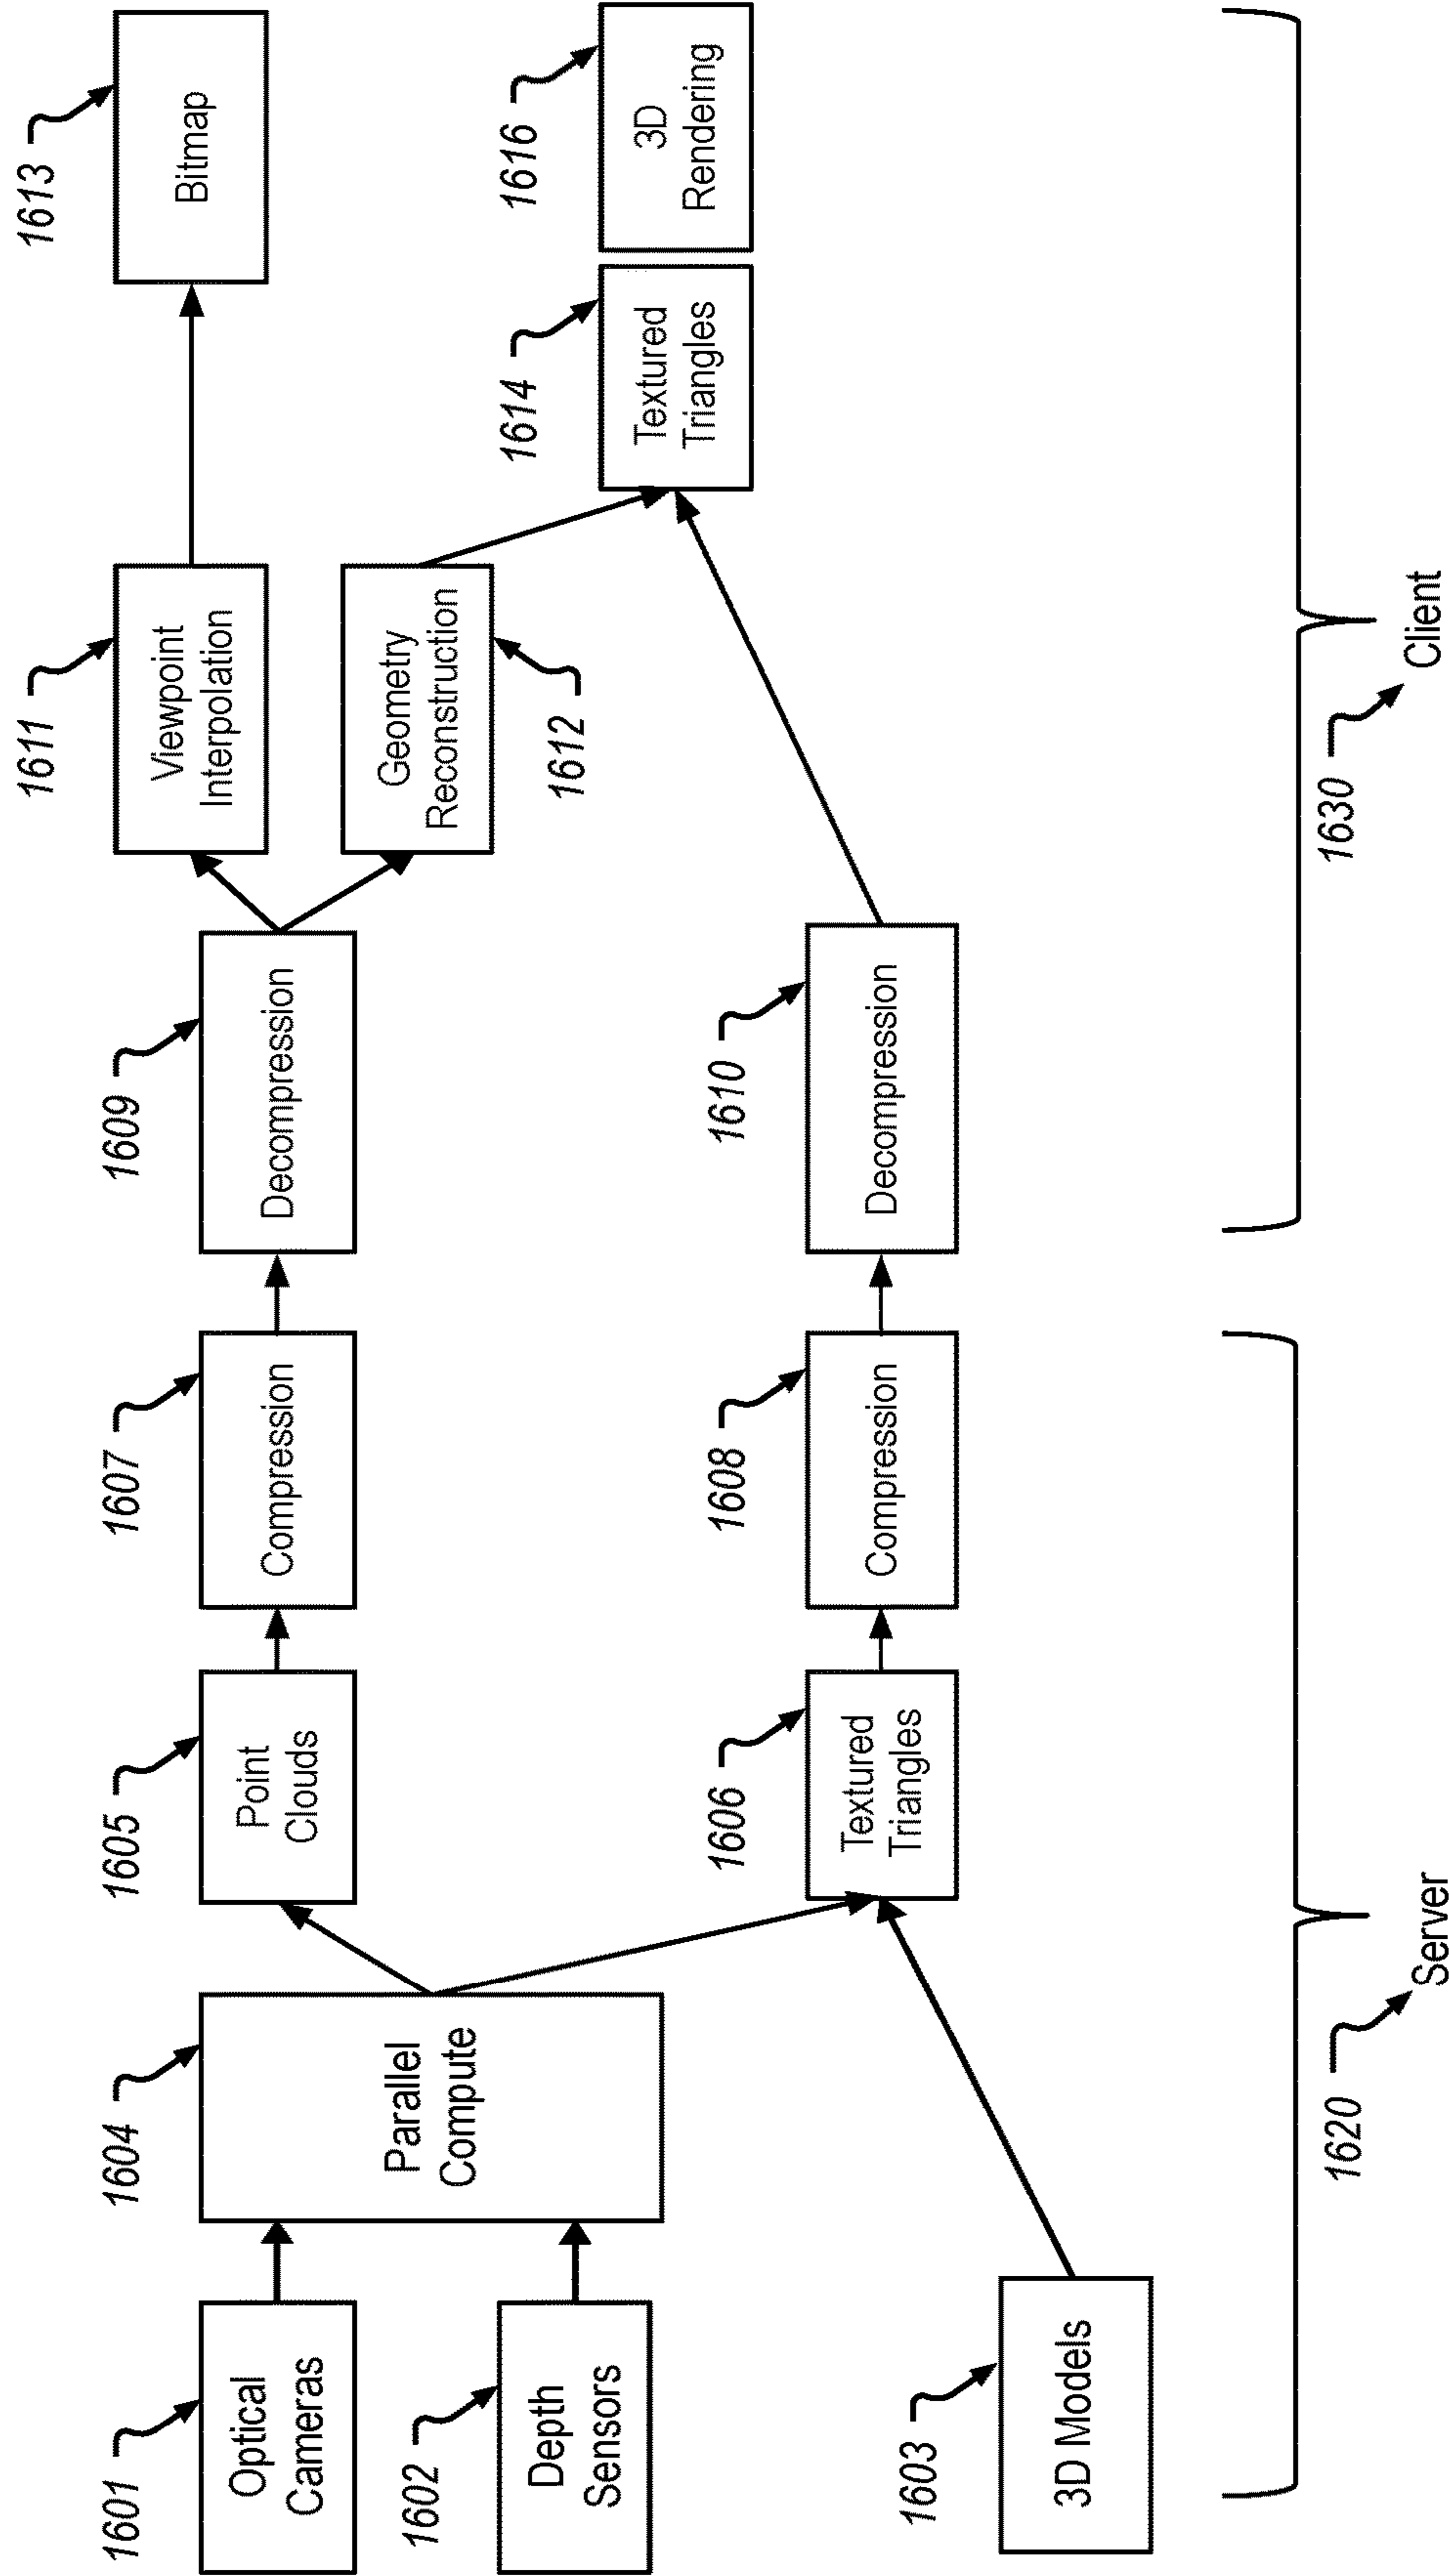 1601
Optical
Cameras
1602
Depth
Sensors
1603
3D Models
1604
Parallel
Compute
1605
Point
Clouds
1606
Textured
Triangles
1607
Compression
1608
Compression
1609
Decompression
1610
Decompression
1611
Viewpoint
Interpolation
1612
Geometry
Reconstruction
1613
Bitmap
1614
Textured
Triangles
1616
3D
Rendering
1620
Server
1630
Client